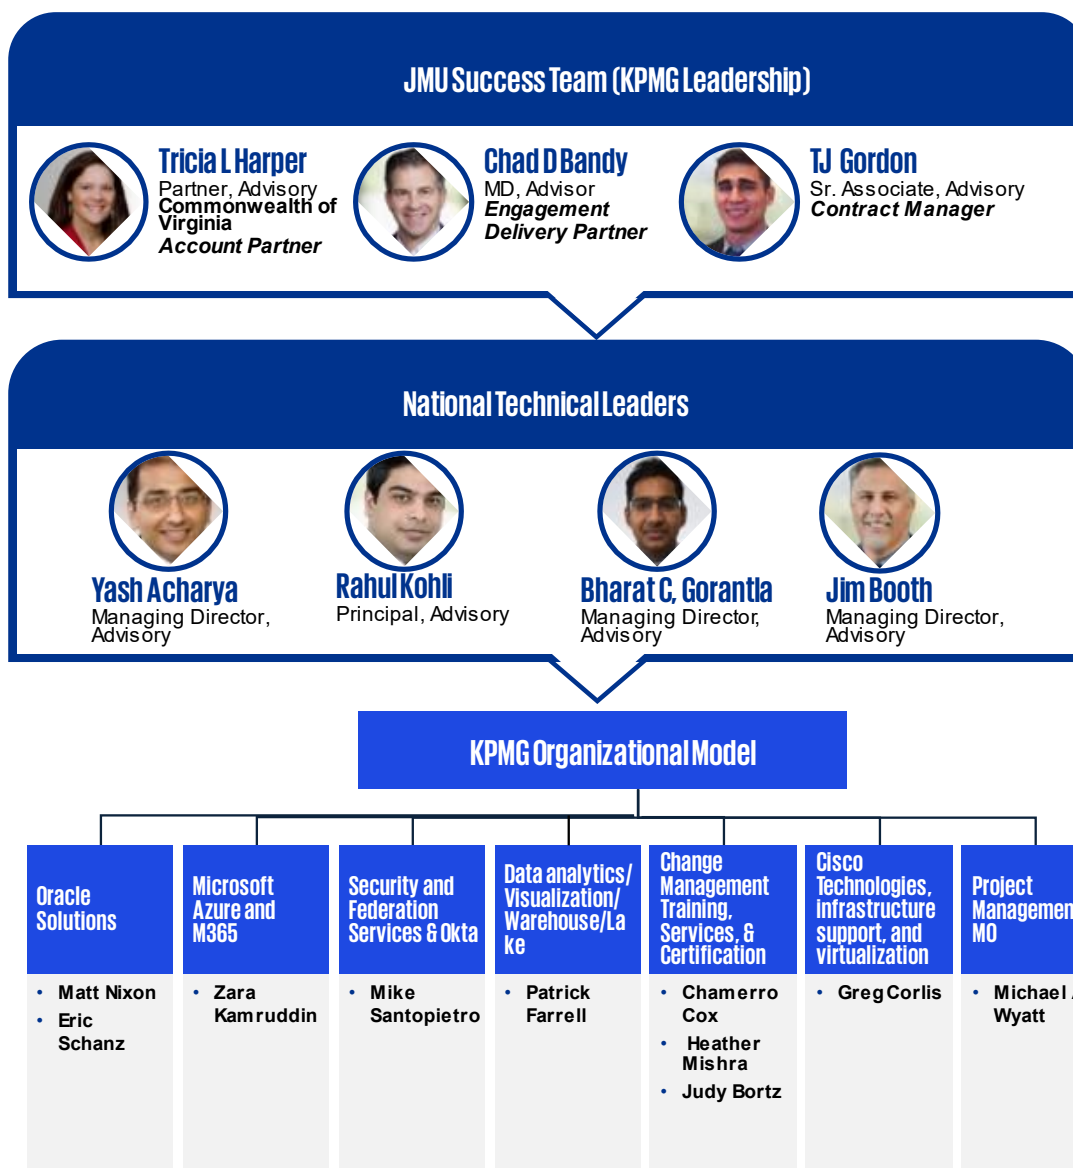 JMU Success Team (KPMG Leadership)
Tricia L Harper
Partner, Advisory
Commonwealth of
Virginia
Account Partner
Chad D Bandy
MD, Advisor
Engagement
Delivery Partner
TJ Gordon
Sr. Associate, Advisory
Contract Manager
National Technical Leaders
Yash Acharya
Managing Director,
Advisory
Rahul Kohli
Principal, Advisory
Bharat C, Gorantla
Managing Director,
Advisory
Jim Booth
Managing Director,
Advisory
KPMG Organizational Model
Oracle
Solutions
• Matt Nixon
• Eric
Schanz
Microsoft
Azure and
M365
• Zara
Kamruddin
Security and
Federation
Services & Okta
• Mike
Santopietro
Data analytics/
Visualization/
Warehouse/La
ke
• Patrick
Farrell
Change
Management
Training,
Services, &
Certification
• Chamerro
Cox
• Heather
Mishra
• Judy Bortz
Cisco
Technologies,
infrastructure
support, and
virtualization
• Greg Corlis
Project
Managemen
MO
• Michael
Wyatt